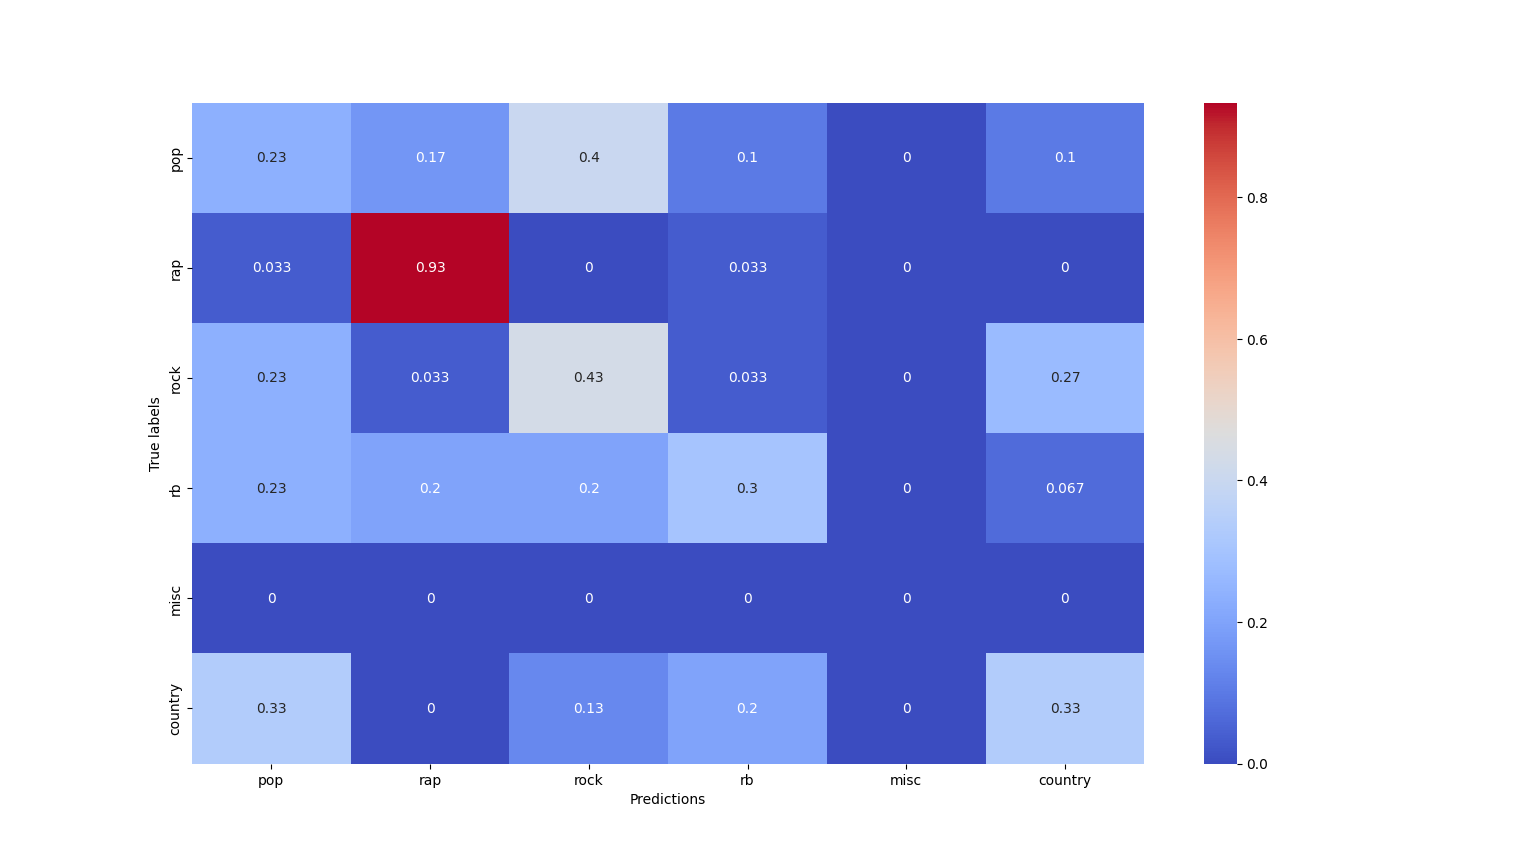 pop 0.23 0.17 0.4 0.1 0 0.1
rap 0.033 0.93 0 0.033 0 0
rock 0.23 0.033 0.43 0.033 0 0.27
rb 0.23 0.2 0.2 0.3 0 0.067
misc 0 0 0 0 0 0
country 0.33 0 0.13 0.2 0 0.33
True labels
pop rap rock rb misc country
Predictions
0.8
0.6
0.4
0.2
0.0